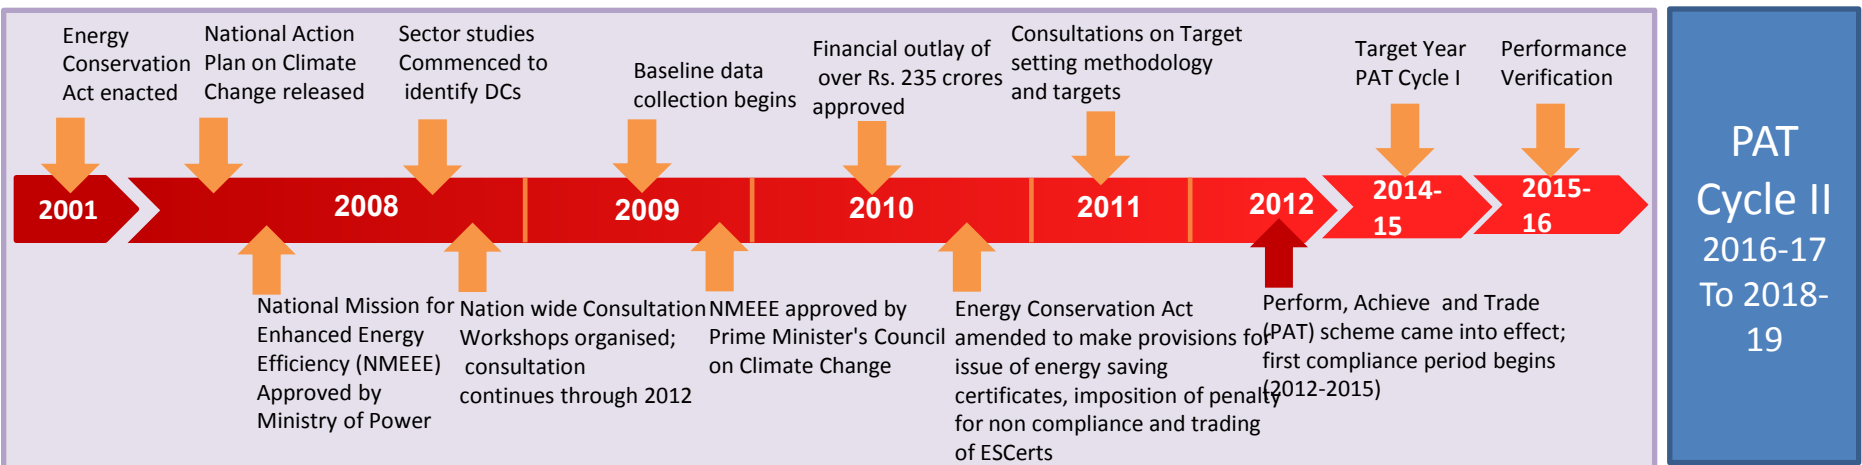 Energy
Conservation
Act enacted
National Action
Plan on Climate
Change released
Sector studies
Commenced to
identify DCs
Baseline data
collection begins
Financial outlay of
over Rs. 235 crores
approved
Consultations on Target
setting methodology
and targets
Target Year
PAT Cycle I
Performance
Verification
2001
2008
2009
2010
2011
2012
2014-
15
2015-
16
National Mission for
Enhanced Energy
Efficiency (NMEEE)
Approved by
Ministry of Power
Nation wide Consultation
Workshops organised;
consultation
continues through 2012
NMEEE approved by
Prime Minister's Council
on Climate Change
Energy Conservation Act
amended to make provisions for
issue of energy saving
certificates, imposition of penalty
for non compliance and trading
of ESCerts
Perform, Achieve and Trade
(PAT) scheme came into effect;
first compliance period begins
(2012-2015)
PAT
Cycle II
2016-17
To 2018-
19